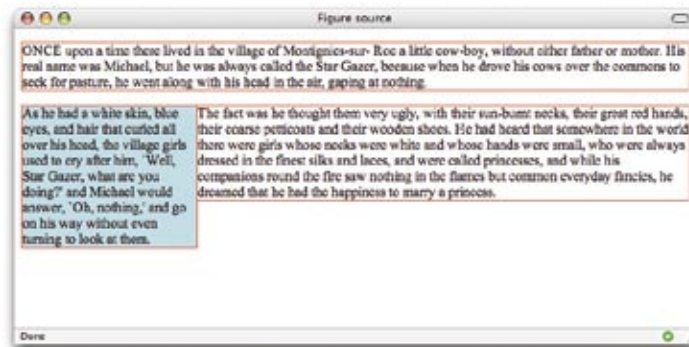 Figure source
ONCE upon a time there lived in the village of Montignies-sur- Roc a little cow-boy, without either father or mother. His
real name was Michael, but he was always called the Star Gazer, because when he drove his cows over the commons to
seek for pasture, he went along with his head in the air, gaping at nothing.
As he had a white skin, blue
eyes, and hair that curled all
over his head, the village girls
used to cry after him, 'Well,
Star Gazer, what are you
doing?' and Michael would
answer, 'Oh, nothing,' and go
on his way without even
turning to look at them.
The fact was he thought them very ugly, with their sun-burnt necks, their great red hands,
their coarse petticoats and their wooden shoes. He had heard that somewhere in the world
there were girls whose necks were white and whose hands were small, who were always
dressed in the finest silks and laces, and were called princesses, and while his
companions round the fire saw nothing in the flames but common everyday fancies, he
dreamed that he had the happiness to marry a princess.
Done